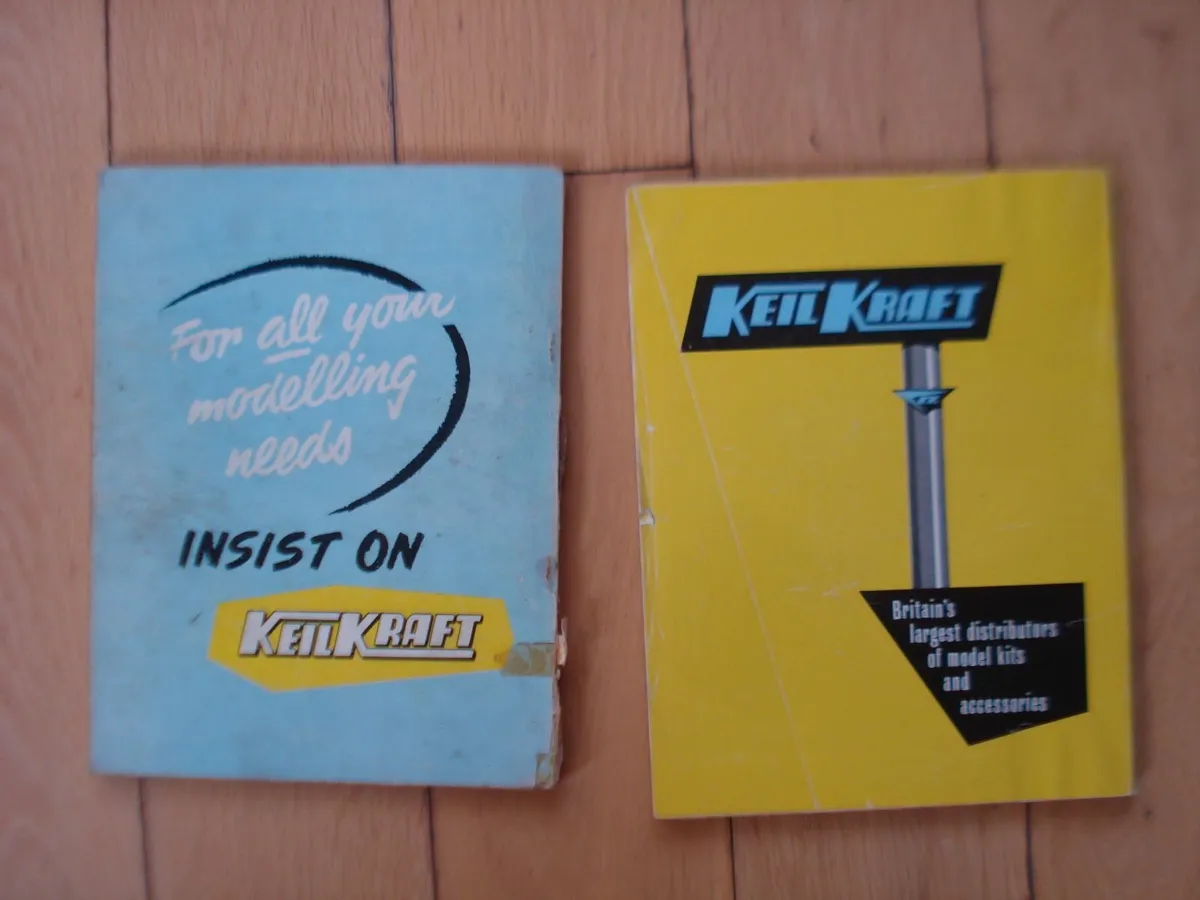 For all your
modelling
needs
INSIST ON
KEILKRAFT
KEILKRAFT
Britain's
largest distributors
of model kits
and
accessories